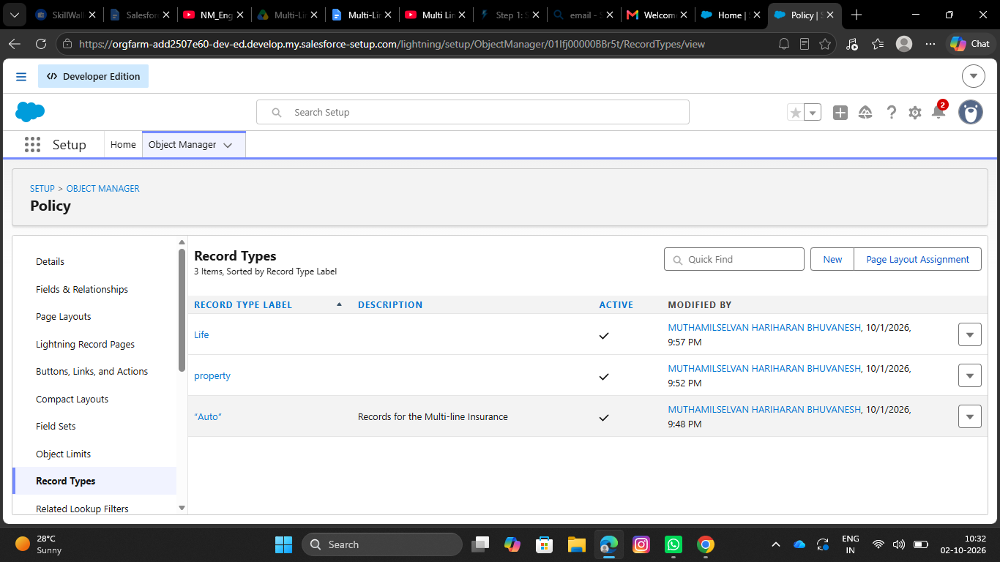 SkillWal
Salesfor
NM_Eng
Multi-Lir
Multi-Lir
Multi Lin
Step 1: S
email - S
Welcom
Home |
Policy |
https://orgfarm-add2507e60-dev-ed.develop.my.salesforce-setup.com/lightning/setup/ObjectManager/01Ifj00000BBr5t/RecordTypes/view
Chat
Developer Edition
Search Setup
2
Setup
Home
Object Manager
SETUP > OBJECT MANAGER
Policy
Details
Fields & Relationships
Page Layouts
Lightning Record Pages
Buttons, Links, and Actions
Compact Layouts
Field Sets
Object Limits
Record Types
Related Lookup Filters
Record Types
3 Items, Sorted by Record Type Label
Quick Find
New
Page Layout Assignment
RECORD TYPE LABEL
DESCRIPTION
ACTIVE
MODIFIED BY
Life
MUTHAMILSELVAN HARIHARAN BHUVANESH, 10/1/2026,
9:57 PM
property
MUTHAMILSELVAN HARIHARAN BHUVANESH, 10/1/2026,
9:52 PM
“Auto”
Records for the Multi-line Insurance
MUTHAMILSELVAN HARIHARAN BHUVANESH, 10/1/2026,
9:48 PM
28°C
Sunny
Search
ENG
IN
10:32
02-10-2026